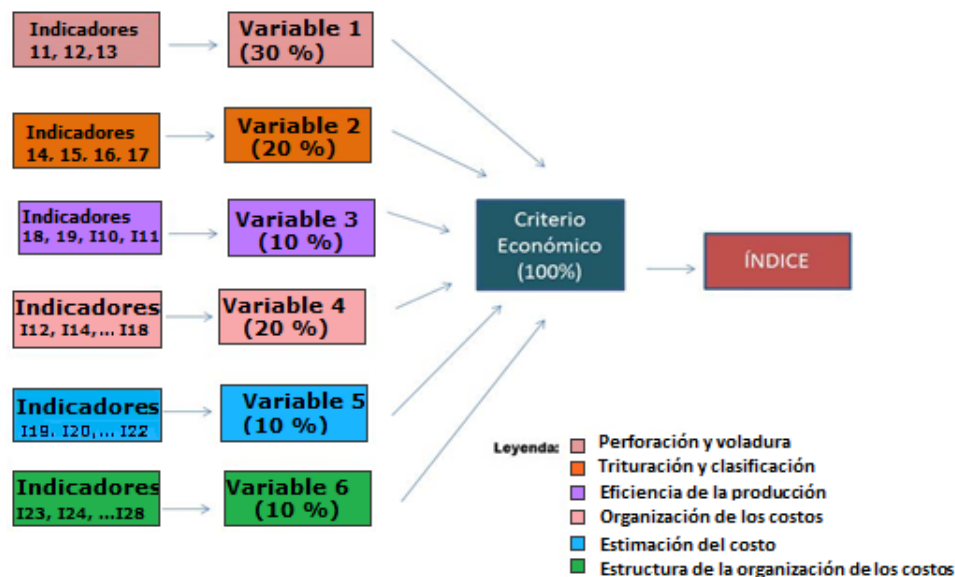 Indicadores
11, 12,13
Variable 1
(30 %)
Indicadores
14, 15, 16, 17
Variable 2
(20 %)
Indicadores
18, 19, I10, I11
Variable 3
(10 %)
Indicadores
I12, I14, ... I18
Variable 4
(20 %)
Indicadores
I19, I20, ... I22
Variable 5
(10 %)
Indicadores
I23, I24, ...I28
Variable 6
(10 %)
Criterio
Económico
(100%)
ÍNDICE
Leyenda:
Perforación y voladura
Trituración y clasificación
Eficiencia de la producción
Organización de los costos
Estimación del costo
Estructura de la organización de los costos